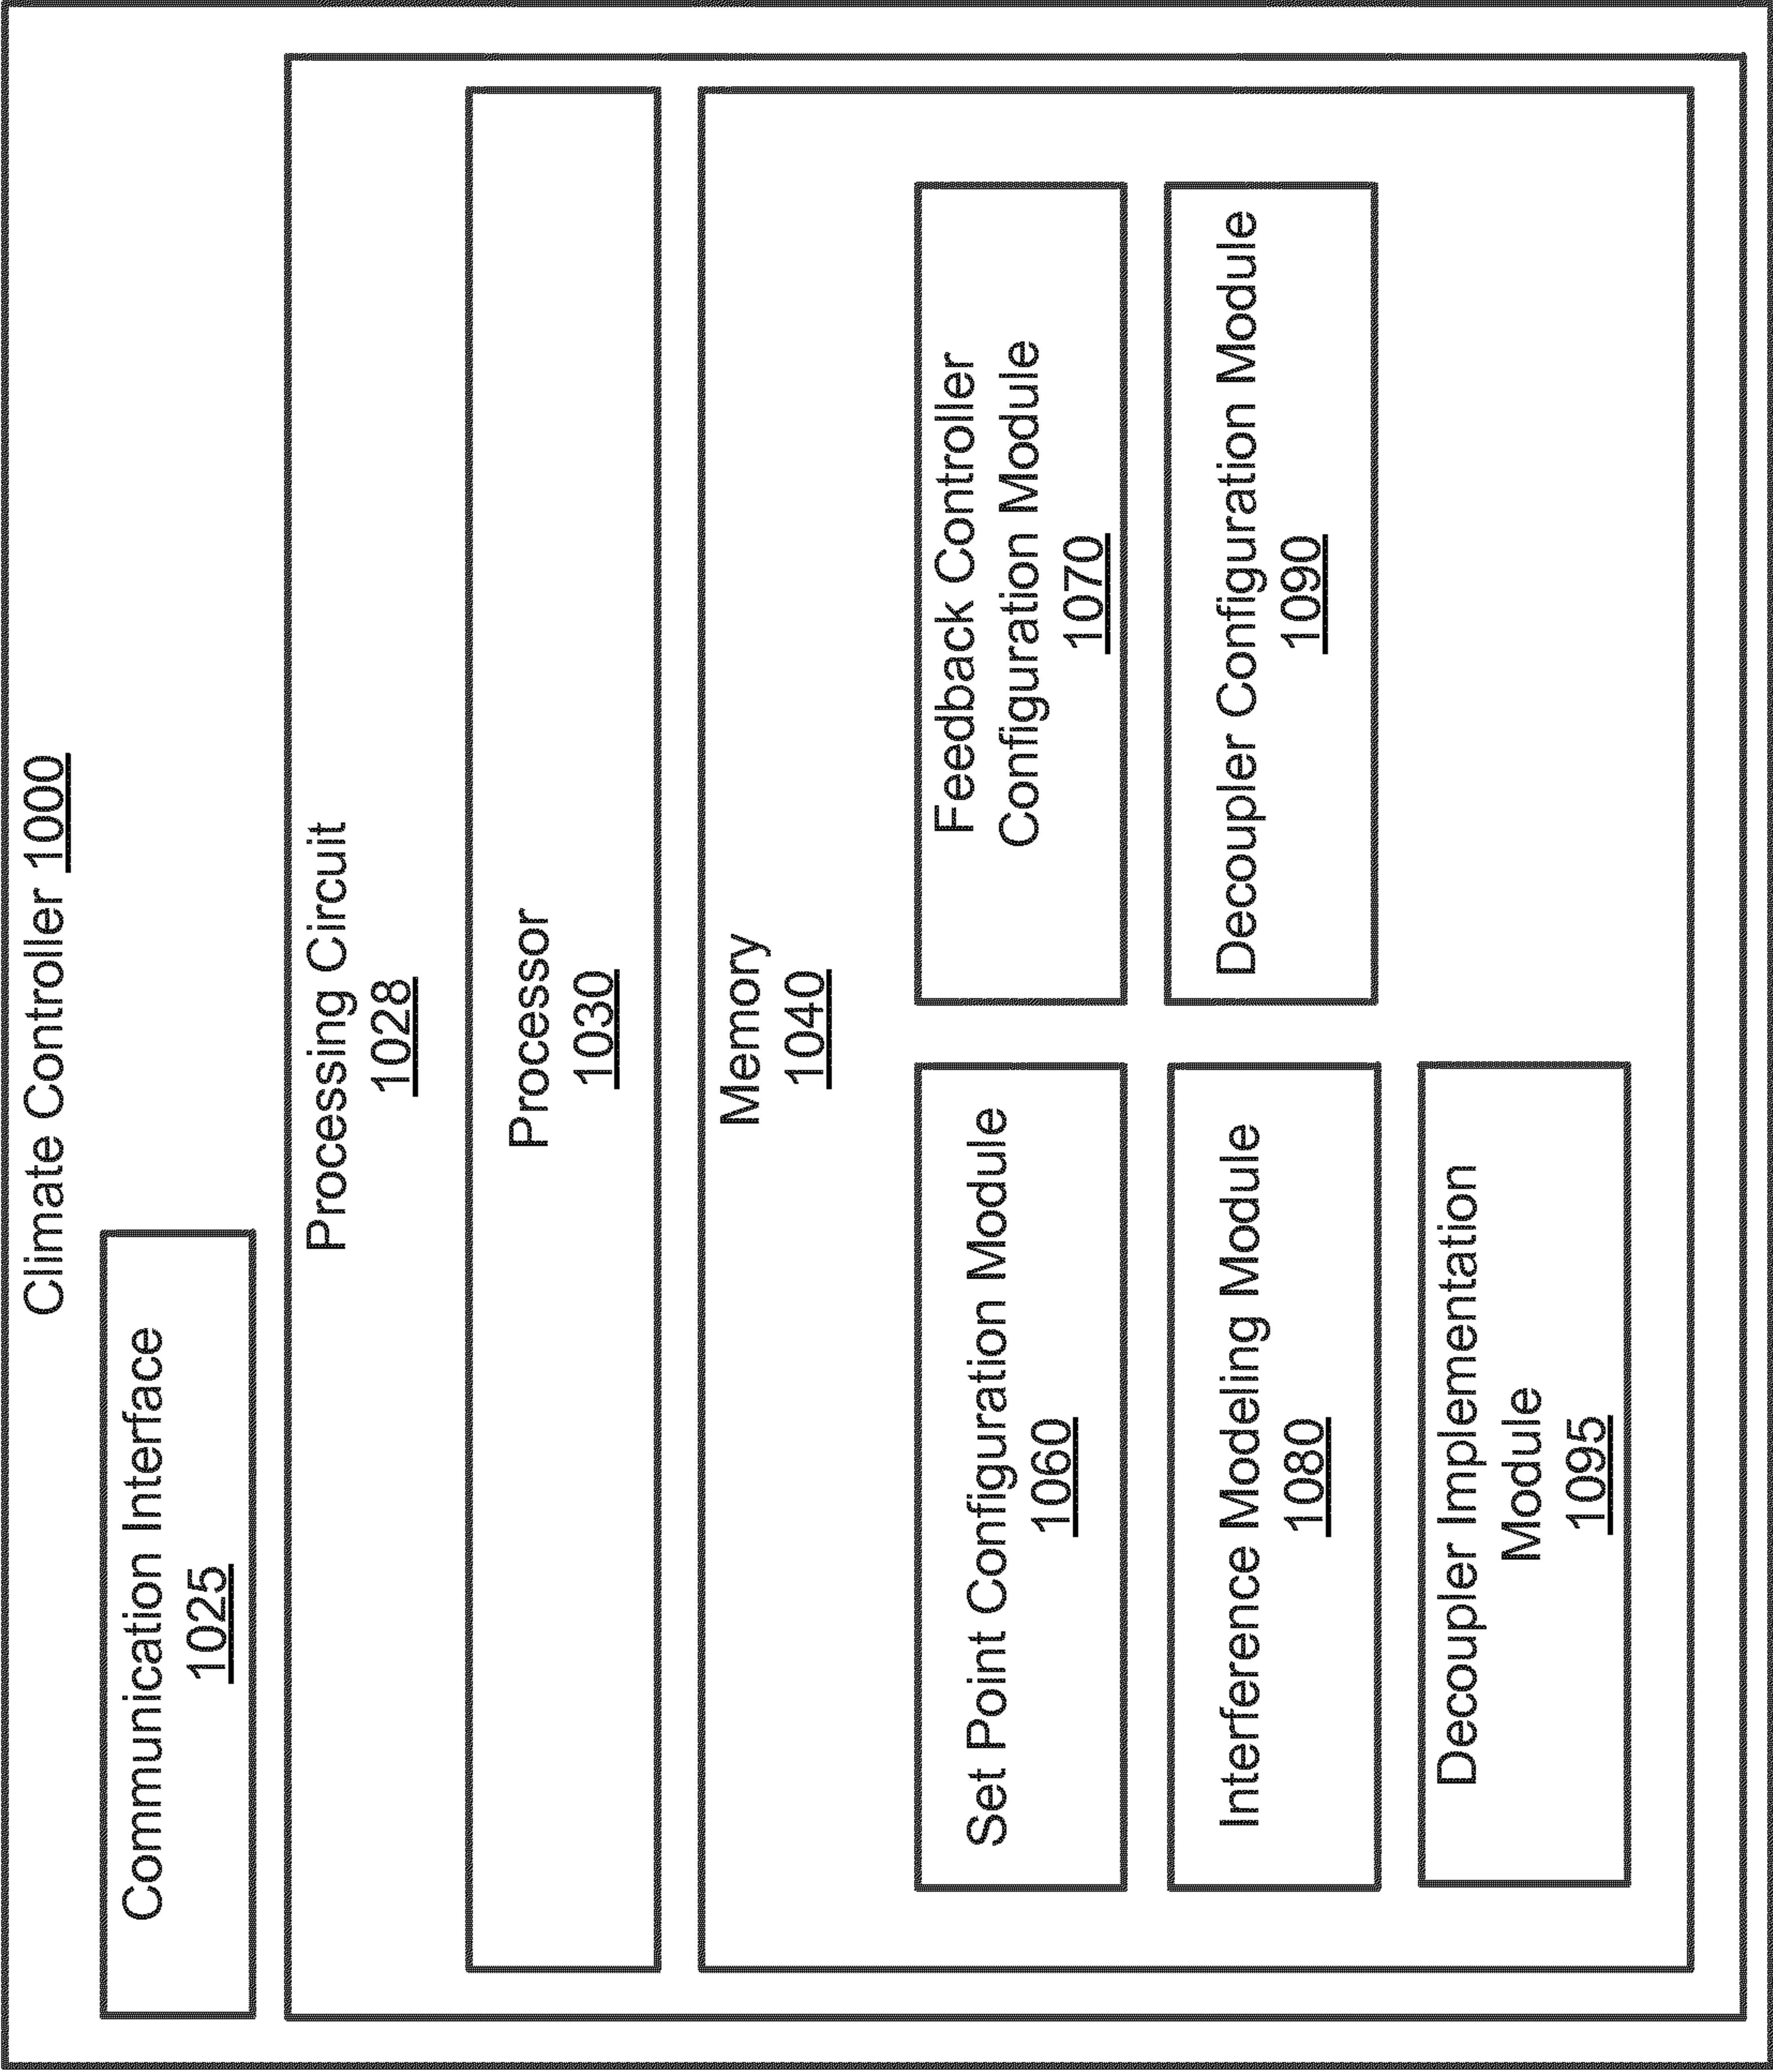 Climate Controller 1000
Communication Interface
1025
Processing Circuit
1028
Processor
1030
Memory
1040
Set Point Configuration Module
1060
Feedback Controller
Configuration Module
1070
Interference Modeling Module
1080
Decoupler Configuration Module
1090
Decoupler Implementation
Module
1095